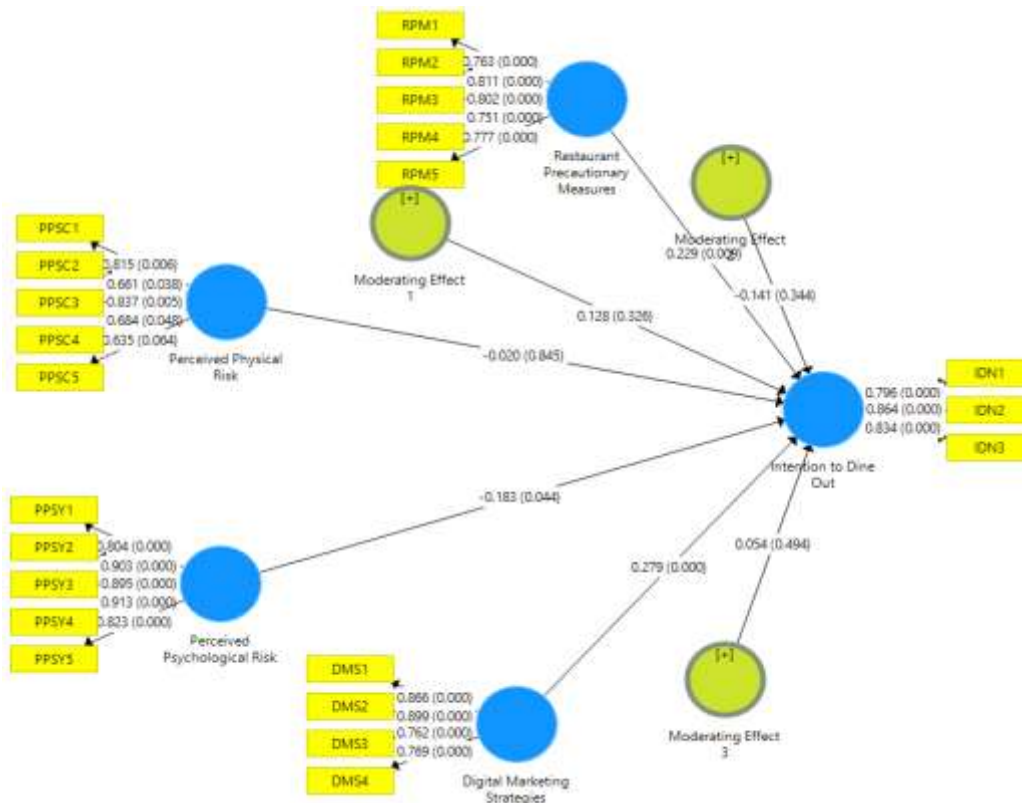 RPM1
RPM2
RPM3
RPM4
RPM5
0.763 (0.000)
0.811 (0.000)
0.802 (0.000)
0.751 (0.000)
0.777 (0.000)
Restaurant
Precautionary
Measures
[+]
Moderating Effect
1
[+]
Moderating Effect
0.229 (0.009)
-0.141 (0.344)
0.128 (0.326)
PPSC1
PPSC2
PPSC3
PPSC4
PPSC5
0.815 (0.006)
0.661 (0.038)
0.837 (0.005)
0.684 (0.048)
0.635 (0.064)
Perceived Physical
Risk
-0.020 (0.845)
IDN1
IDN2
IDN3
0.796 (0.000)
0.864 (0.000)
0.834 (0.000)
Intention to Dine
Out
PPSY1
PPSY2
PPSY3
PPSY4
PPSY5
0.804 (0.000)
0.903 (0.000)
0.895 (0.000)
0.913 (0.000)
0.823 (0.000)
Perceived
Psychological Risk
-0.183 (0.044)
0.279 (0.000)
0.054 (0.494)
DMS1
DMS2
DMS3
DMS4
0.866 (0.000)
0.899 (0.000)
0.762 (0.000)
0.769 (0.000)
Digital Marketing
Strategies
[+]
Moderating Effect
3